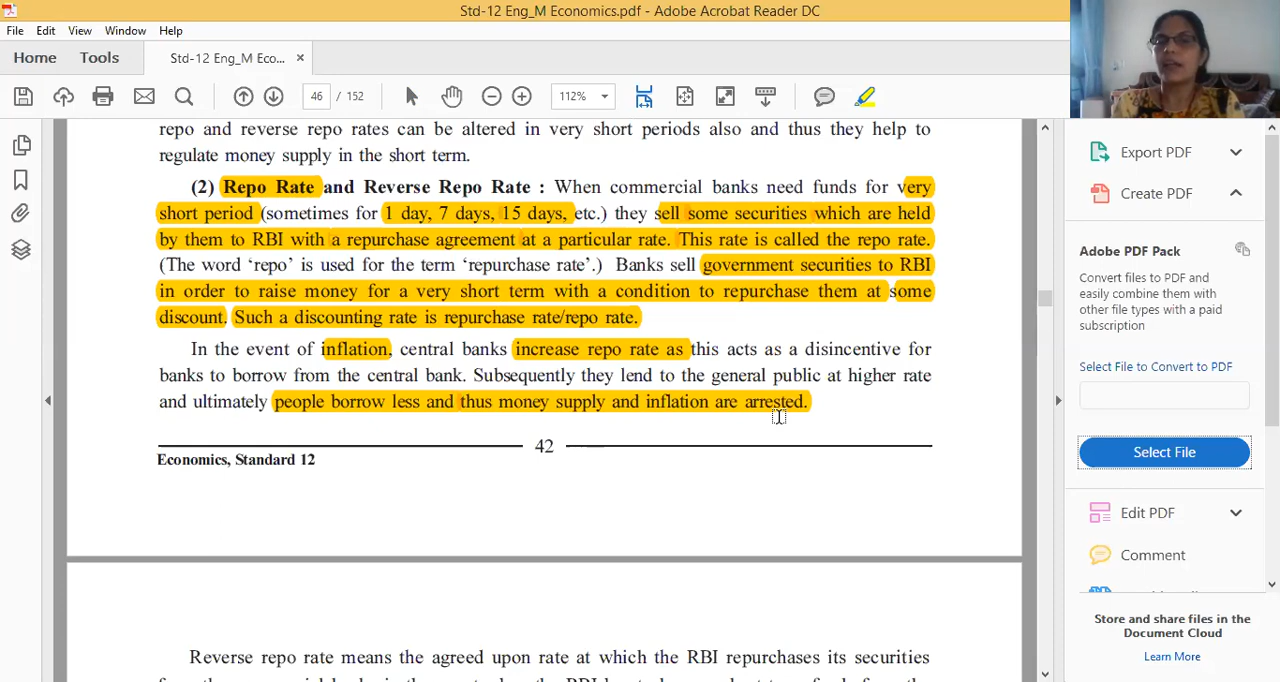 Std-12 Eng_M Economics.pdf - Adobe Acrobat Reader DC
File Edit View Window Help
Home Tools Std-12 Eng_M Eco... ×
46 / 152 112%
repo and reverse repo rates can be altered in very short periods also and thus they help to
regulate money supply in the short term.
(2) Repo Rate and Reverse Repo Rate : When commercial banks need funds for very
short period (sometimes for 1 day, 7 days, 15 days, etc.) they sell some securities which are held
by them to RBI with a repurchase agreement at a particular rate. This rate is called the repo rate.
(The word ‘repo’ is used for the term ‘repurchase rate’.) Banks sell government securities to RBI
in order to raise money for a very short term with a condition to repurchase them at some
discount. Such a discounting rate is repurchase rate/repo rate.
In the event of inflation, central banks increase repo rate as this acts as a disincentive for
banks to borrow from the central bank. Subsequently they lend to the general public at higher rate
and ultimately people borrow less and thus money supply and inflation are arrested.
42
Economics, Standard 12
Reverse repo rate means the agreed upon rate at which the RBI repurchases its securities
Export PDF
Create PDF
Adobe PDF Pack
Convert files to PDF and
easily combine them with
other file types with a paid
subscription
Select File to Convert to PDF
Select File
Edit PDF
Comment
Store and share files in the
Document Cloud
Learn More